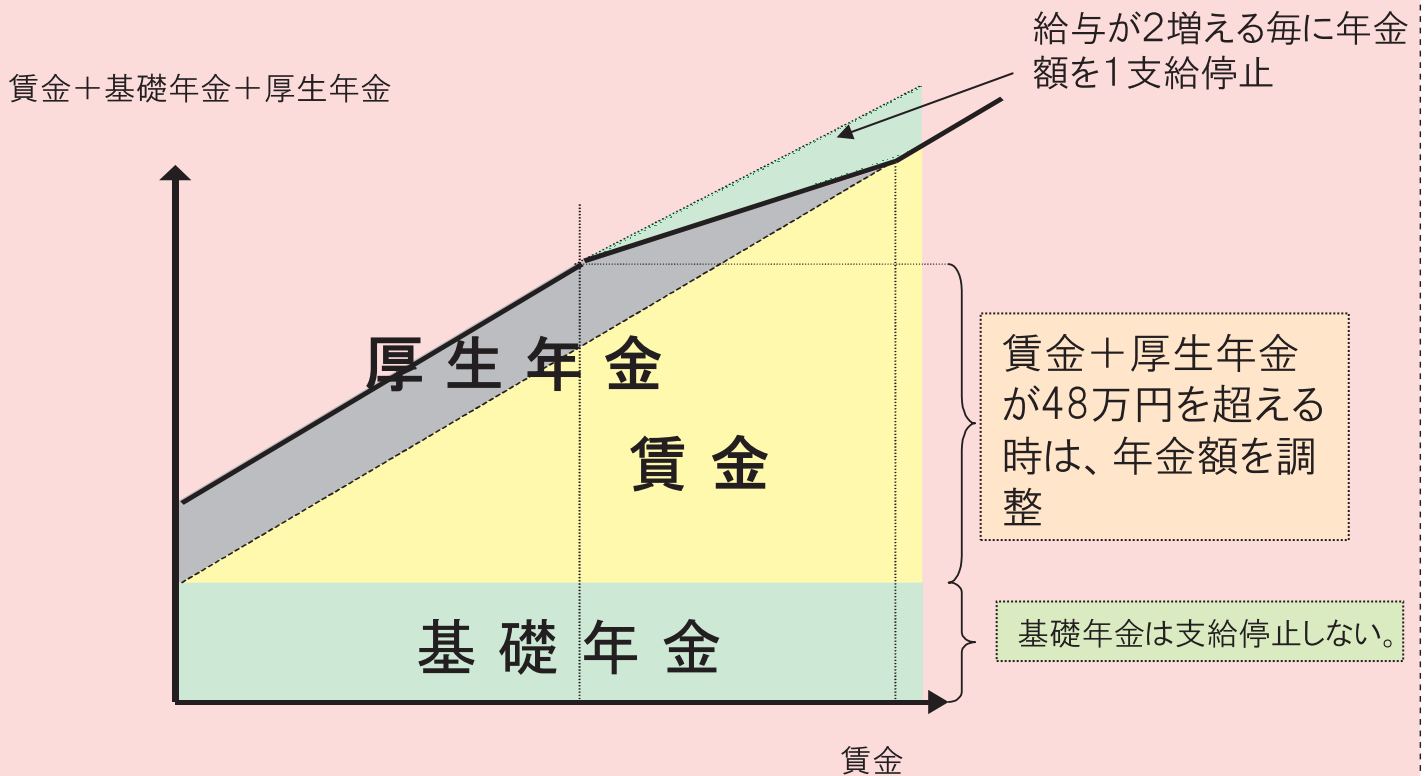 給与が2増える毎に年金
額を1支給停止
賃金＋基礎年金＋厚生年金
厚生年金
賃金
賃金＋厚生年金
が48万円を超える
時は、年金額を調
整
基礎年金
基礎年金は支給停止しない。
賃金